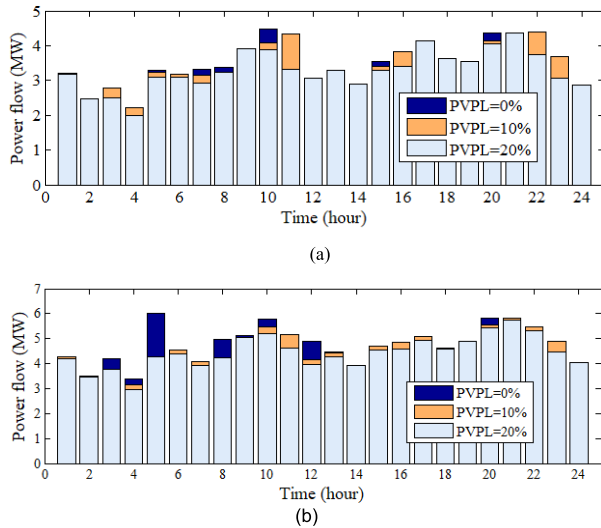 5
4
3
2
1
0
Power flow (MW)
PVPL=0%
PVPL=10%
PVPL=20%
0 2 4 6 8 10 12 14 16 18 20 22 24
Time (hour)
(a)
7
6
5
4
3
2
1
0
Power flow (MW)
PVPL=0%
PVPL=10%
PVPL=20%
0 2 4 6 8 10 12 14 16 18 20 22 24
Time (hour)
(b)